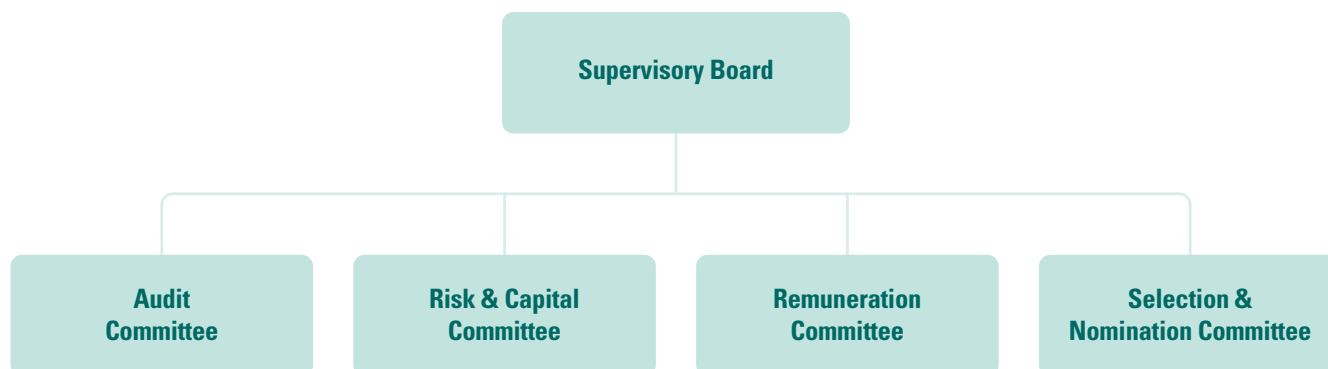 Supervisory Board
Audit
Committee
Risk & Capital
Committee
Remuneration
Committee
Selection &
Nomination Committee